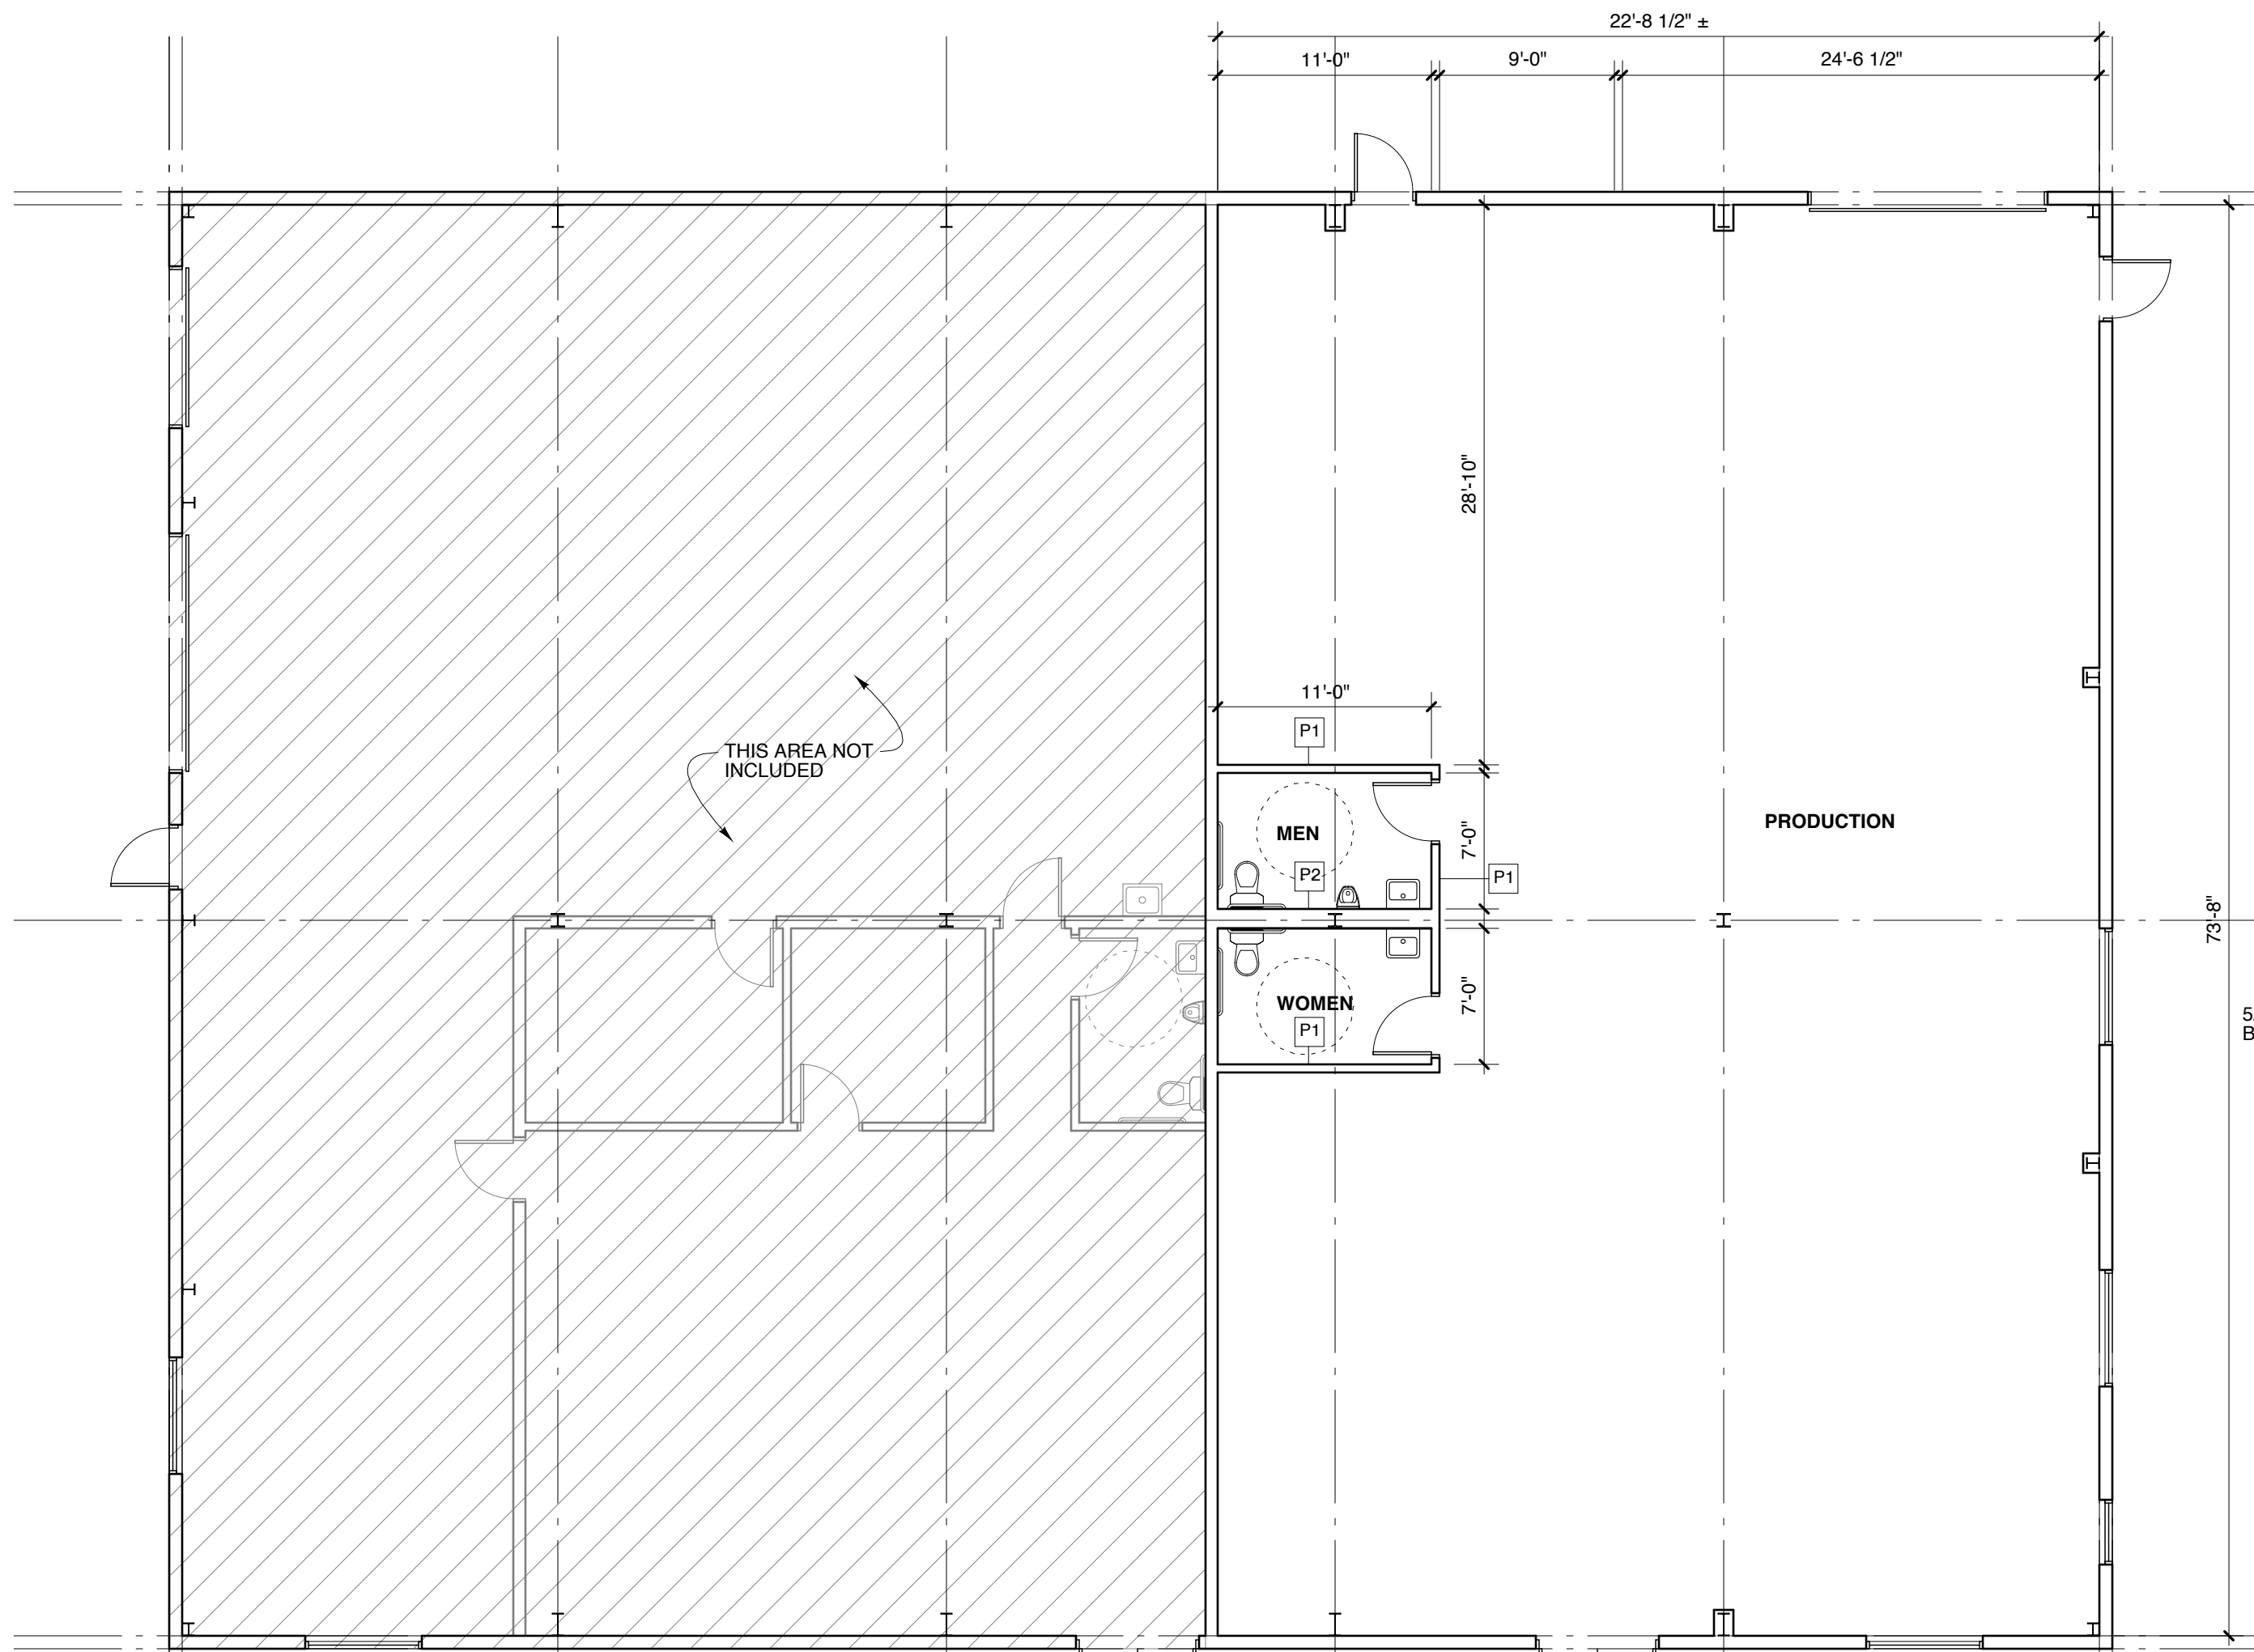 22'-8 1/2" ±
11'-0"
9'-0"
24'-6 1/2"
28'-10"
11'-0"
P1
THIS AREA NOT
INCLUDED
MEN
P2
7'-0"
P1
PRODUCTION
73'-8"
WOMEN
P1
7'-0"
5
B